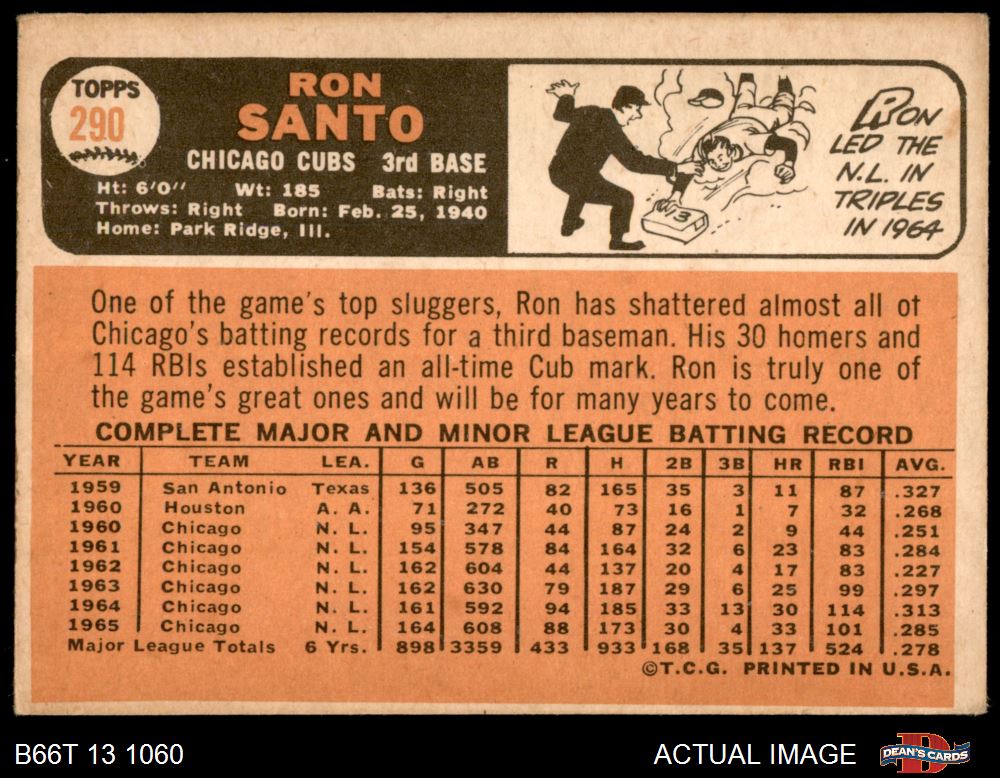 TOPPS
290
RON
SANTO
CHICAGO CUBS 3rd BASE
Ht: 6'0" Wt: 185 Bats: Right
Throws: Right Born: Feb. 25, 1940
Home: Park Ridge, Ill.
3
RON
LED THE
N.L. IN
TRIPLES
IN 1964
One of the game's top sluggers, Ron has shattered almost all of
Chicago's batting records for a third baseman. His 30 homers and
114 RBIs established an all-time Cub mark. Ron is truly one of
the game's great ones and will be for many years to come.
COMPLETE MAJOR AND MINOR LEAGUE BATTING RECORD
YEAR TEAM LEA. G AB R H 2B 3B HR RBI AVG.
1959 San Antonio Texas 136 505 82 165 35 3 11 87 .327
1960 Houston A. A. 71 272 40 73 16 1 7 32 .268
1960 Chicago N. L. 95 347 44 87 24 2 9 44 .251
1961 Chicago N. L. 154 578 84 164 32 6 23 83 .284
1962 Chicago N. L. 162 604 44 137 20 4 17 83 .227
1963 Chicago N. L. 162 630 79 187 29 6 25 99 .297
1964 Chicago N. L. 161 592 94 185 33 13 30 114 .313
1965 Chicago N. L. 164 608 88 173 30 4 33 101 .285
Major League Totals 6 Yrs. 898 3359 433 933 168 35 137 524 .278
©T.C.G. PRINTED IN U.S.A.
B66T 13 1060
ACTUAL IMAGE
DEAN'S CARDS